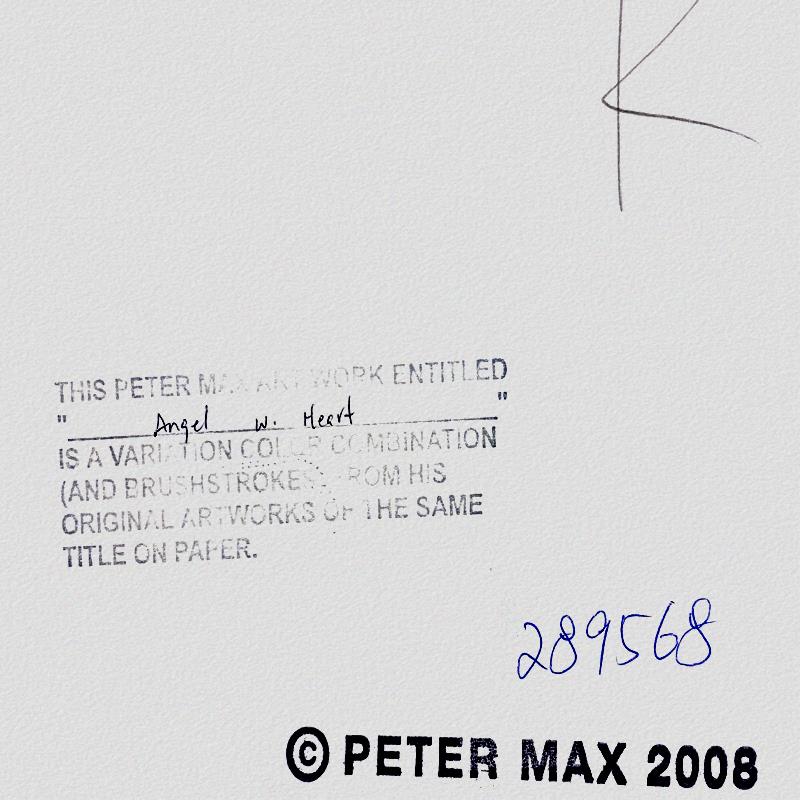 K
THIS PETER MAX ARTWORK ENTITLED
" Angel w. Heart "
IS A VARIATION COLOR COMBINATION
(AND BRUSHSTROKES) FROM HIS
ORIGINAL ARTWORKS OF THE SAME
TITLE ON PAPER.
289568
© PETER MAX 2008